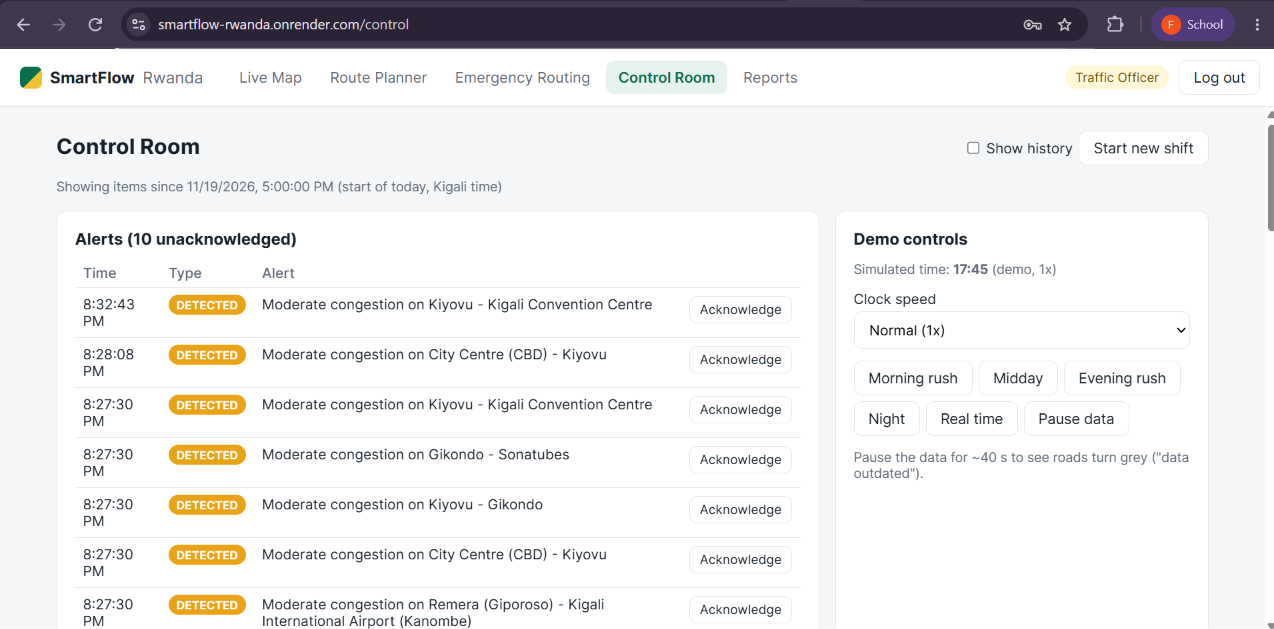 smartflow-rwanda.onrender.com/control
F School
SmartFlow Rwanda Live Map Route Planner Emergency Routing Control Room Reports Traffic Officer Log out
Control Room
Show history Start new shift
Showing items since 11/19/2026, 5:00:00 PM (start of today, Kigali time)
Alerts (10 unacknowledged)
Time Type Alert
8:32:43 PM DETECTED Moderate congestion on Kiyovu - Kigali Convention Centre Acknowledge
8:28:08 PM DETECTED Moderate congestion on City Centre (CBD) - Kiyovu Acknowledge
8:27:30 PM DETECTED Moderate congestion on Kiyovu - Kigali Convention Centre Acknowledge
8:27:30 PM DETECTED Moderate congestion on Gikondo - Sonatubes Acknowledge
8:27:30 PM DETECTED Moderate congestion on Kiyovu - Gikondo Acknowledge
8:27:30 PM DETECTED Moderate congestion on City Centre (CBD) - Kiyovu Acknowledge
8:27:30 PM DETECTED Moderate congestion on Remera (Giporoso) - Kigali International Airport (Kanombe) Acknowledge
Demo controls
Simulated time: 17:45 (demo, 1x)
Clock speed
Normal (1x)
Morning rush Midday Evening rush
Night Real time Pause data
Pause the data for ~40 s to see roads turn grey ("data
outdated").